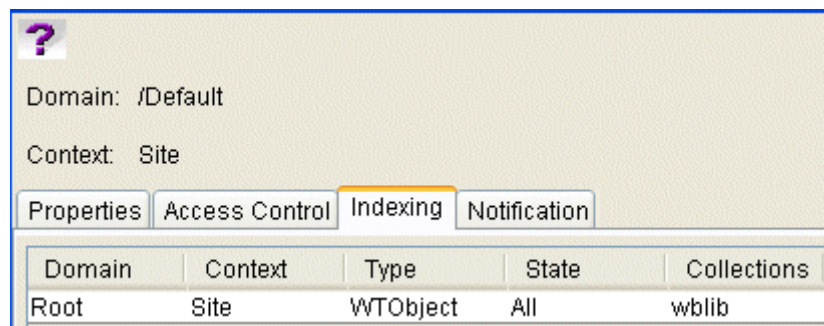 ?
Domain: /Default
Context: Site
Properties Access Control Indexing Notification
Domain Context Type State Collections
Root Site WTObject All wblib